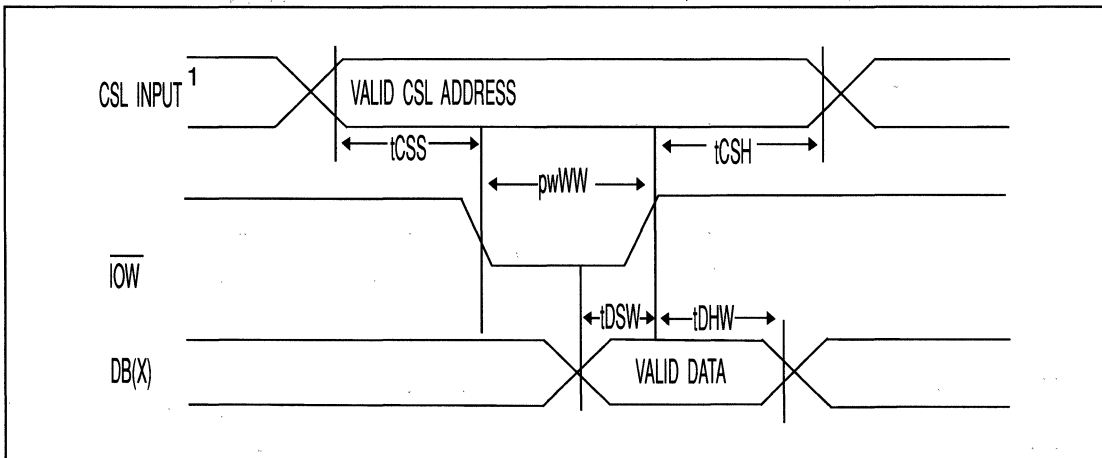 CSL INPUT 1
VALID CSL ADDRESS
tCSS
tCSH
pwWW
IOW
tDSW
tDHW
DB(X)
VALID DATA